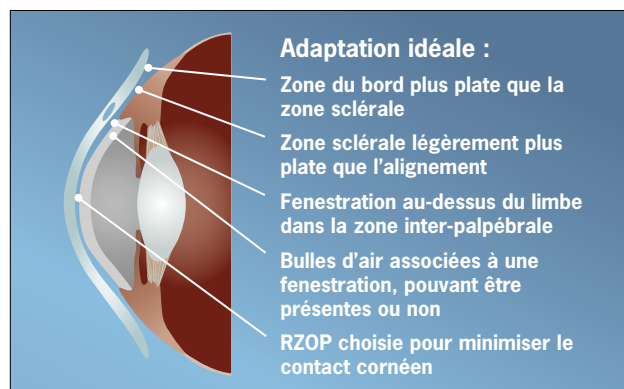 Adaptation idéale :
Zone du bord plus plate que la
zone sclérale
Zone sclérale légèrement plus
plate que l'alignement
Fenestration au-dessus du limbe
dans la zone inter-palpébrale
Bulles d'air associées à une
fenestration, pouvant être
présentes ou non
RZOP choisie pour minimiser le
contact cornéen